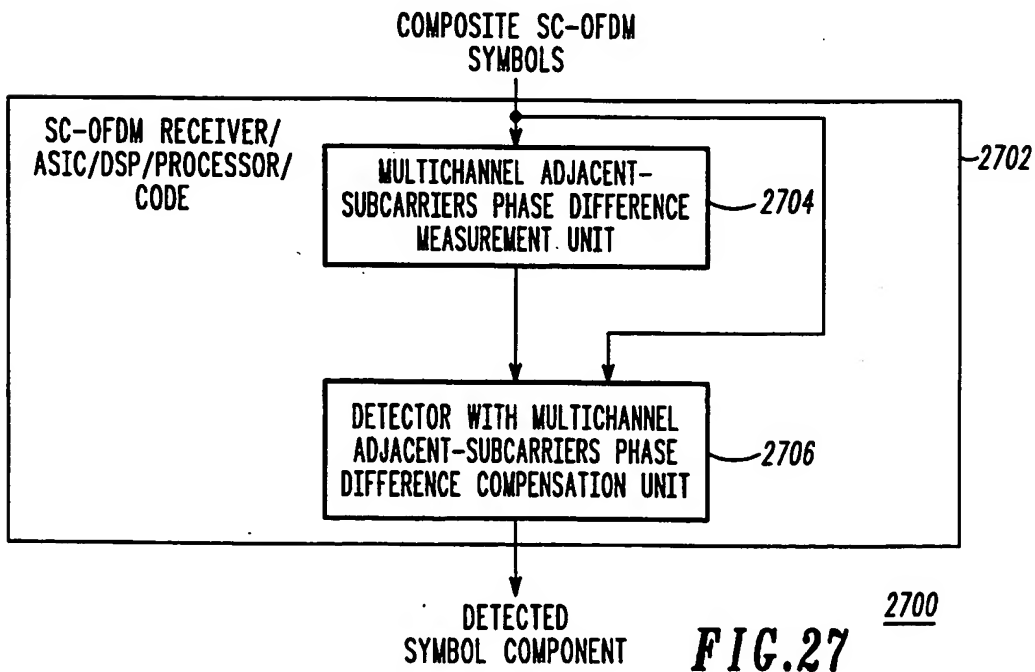 COMPOSITE SC-OFDM
SYMBOLS
SC-OFDM RECEIVER/
ASIC/DSP/PROCESSOR/
CODE
2702
MULTICHANNEL ADJACENT-
SUBCARRIERS PHASE DIFFERENCE
MEASUREMENT UNIT
2704
DETECTOR WITH MULTICHANNEL
ADJACENT-SUBCARRIERS PHASE
DIFFERENCE COMPENSATION UNIT
2706
DETECTED
SYMBOL COMPONENT
2700
FIG.27